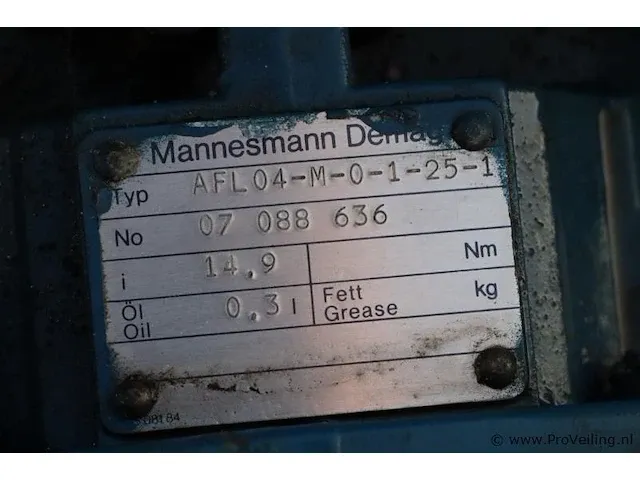 Mannesmann Demag
Typ AFL04-M-0-1-25-1
No 07 088 636
i 14,9 Nm
Öl Oil 0,3 l Fett Grease kg
08184
© www.ProVeiling.nl